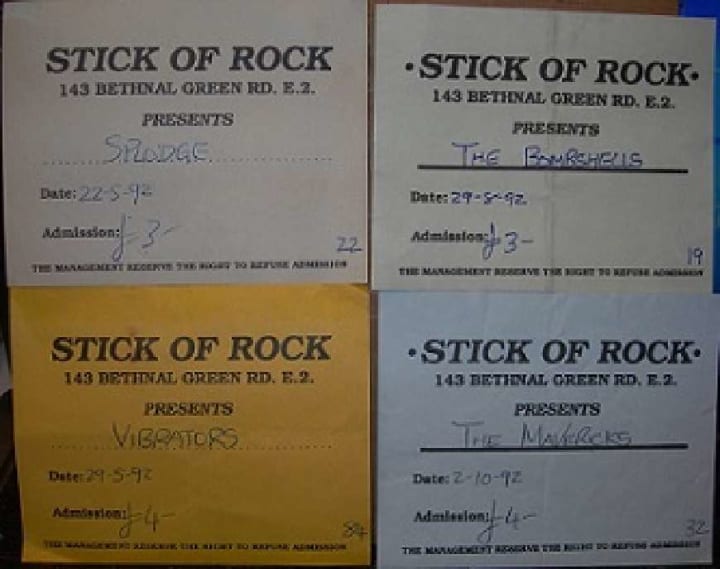 STICK OF ROCK
143 BETHNAL GREEN RD. E.2.
PRESENTS
SPLODGE
Date: 22-5-92
Admission: £3-
22
THE MANAGEMENT RESERVE THE RIGHT TO REFUSE ADMISSION
•STICK OF ROCK•
143 BETHNAL GREEN RD. E.2.
PRESENTS
THE BOMBSHELLS
Date: 29-5-92
Admission: £3-
19
THE MANAGEMENT RESERVE THE RIGHT TO REFUSE ADMISSION
STICK OF ROCK
143 BETHNAL GREEN RD. E.2.
PRESENTS
VIBRATORS
Date: 29-5-92
Admission: £4-
84
THE MANAGEMENT RESERVE THE RIGHT TO REFUSE ADMISSION
•STICK OF ROCK•
143 BETHNAL GREEN RD. E.2.
PRESENTS
THE MAVERCKS
Date: 2-10-92
Admission: £4-
32
THE MANAGEMENT RESERVE THE RIGHT TO REFUSE ADMISSION